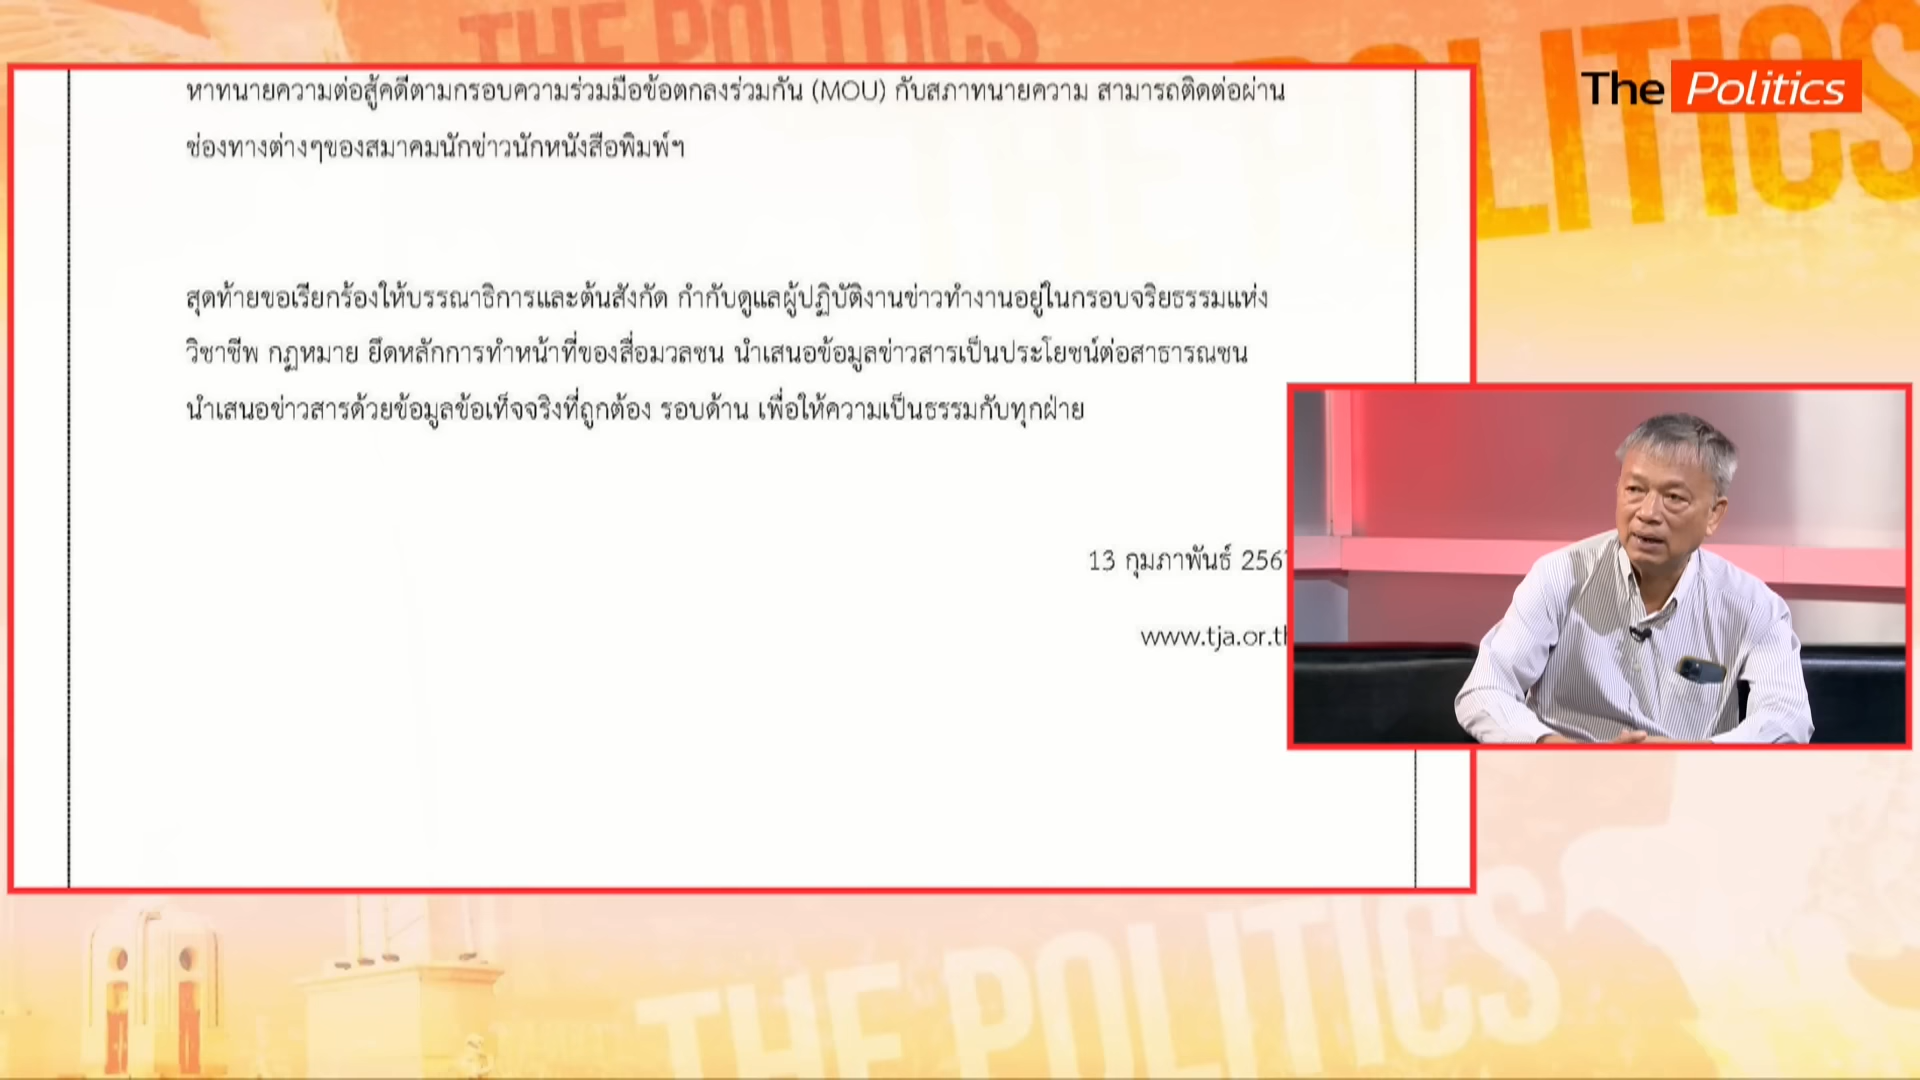 THE POLITICS
POLITICS
The Politics
หาทนายความต่อสู้คดีตามกรอบความร่วมมือข้อตกลงร่วมกัน (MOU) กับสภาทนายความ สามารถติดต่อผ่าน
ช่องทางต่างๆของสมาคมนักข่าวนักหนังสือพิมพ์ฯ
สุดท้ายขอเรียกร้องให้บรรณาธิการและต้นสังกัด กำกับดูแลผู้ปฏิบัติงานข่าวทำงานอยู่ในกรอบจริยธรรมแห่ง
วิชาชีพ กฎหมาย ยึดหลักการทำหน้าที่ของสื่อมวลชน นำเสนอข้อมูลข่าวสารเป็นประโยชน์ต่อสาธารณชน
นำเสนอข่าวสารด้วยข้อมูลข้อเท็จจริงที่ถูกต้อง รอบด้าน เพื่อให้ความเป็นธรรมกับทุกฝ่าย
13 กุมภาพันธ์ 256
www.tja.or.t
THE POLITICS